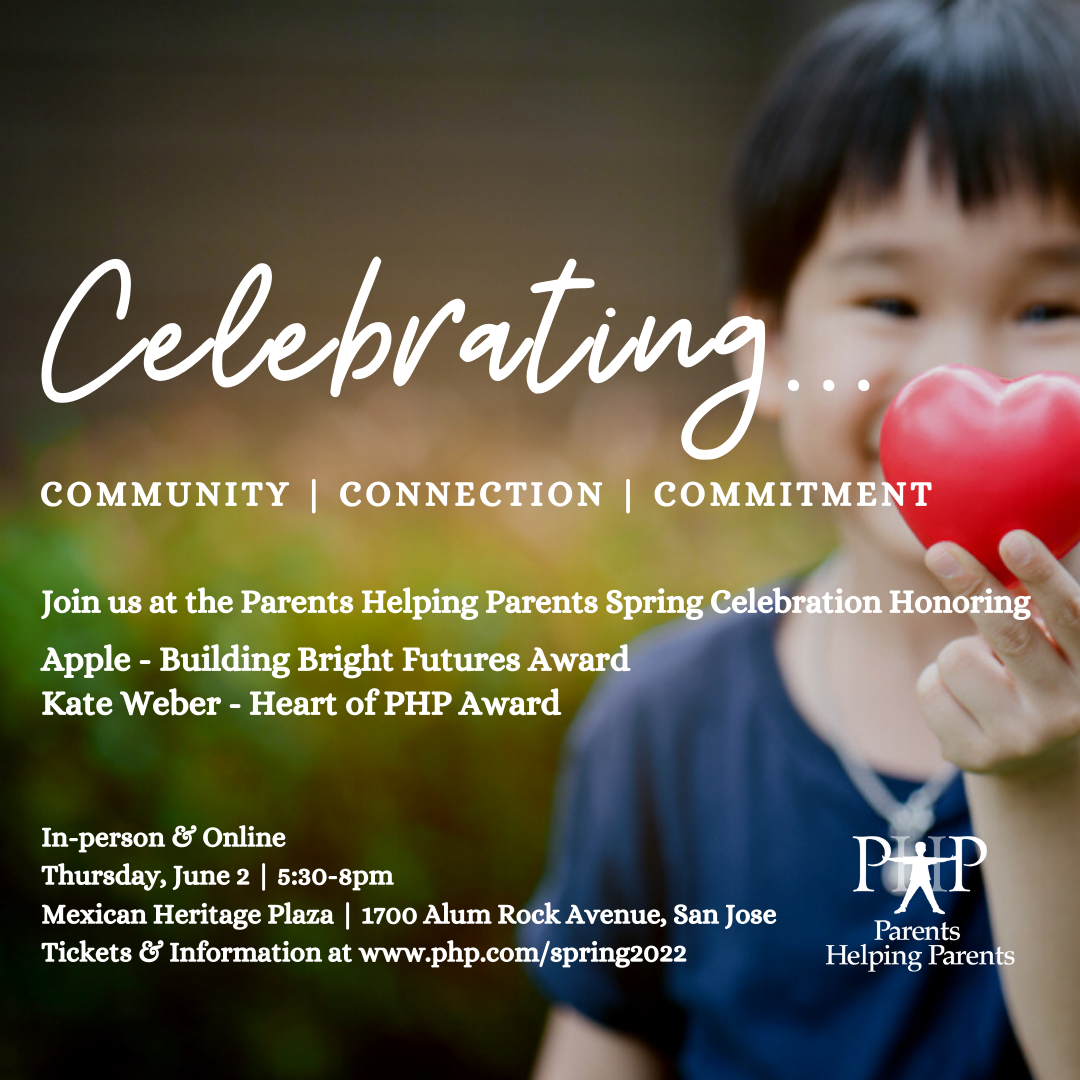 Celebrating...
COMMUNITY | CONNECTION | COMMITMENT
Join us at the Parents Helping Parents Spring Celebration Honoring
Apple - Building Bright Futures Award
Kate Weber - Heart of PHP Award
In-person & Online
Thursday, June 2 | 5:30-8pm
Mexican Heritage Plaza | 1700 Alum Rock Avenue, San Jose
Tickets & Information at www.php.com/spring2022
PHP
Parents
Helping Parents